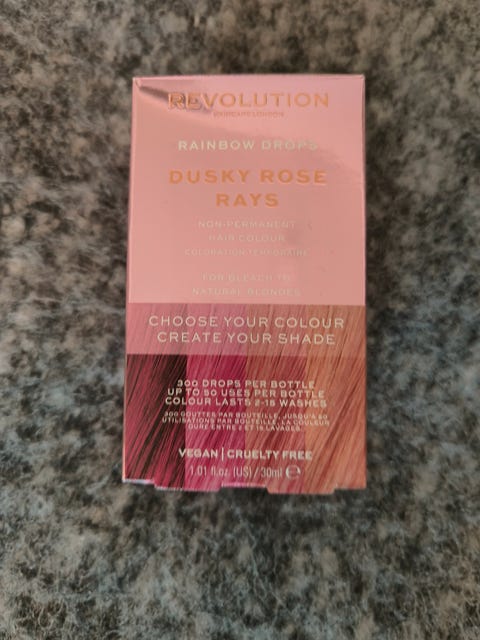 REVOLUTION
HAIRCARE LONDON
RAINBOW DROPS
DUSKY ROSE
RAYS
NON-PERMANENT
HAIR COLOUR
COLORATION TEMPORAIRE
FOR BLEACH TO
NATURAL BLONDES
CHOOSE YOUR COLOUR
CREATE YOUR SHADE
300 DROPS PER BOTTLE
UP TO 50 USES PER BOTTLE
COLOUR LASTS 2-15 WASHES
300 GOUTTES PAR BOUTEILLE, JUSQU'À 50
UTILISATIONS PAR BOUTEILLE, LA COULEUR
DURE ENTRE 2 ET 15 LAVAGES.
VEGAN | CRUELTY FREE
1.01 fl.oz. (US) / 30ml ℮